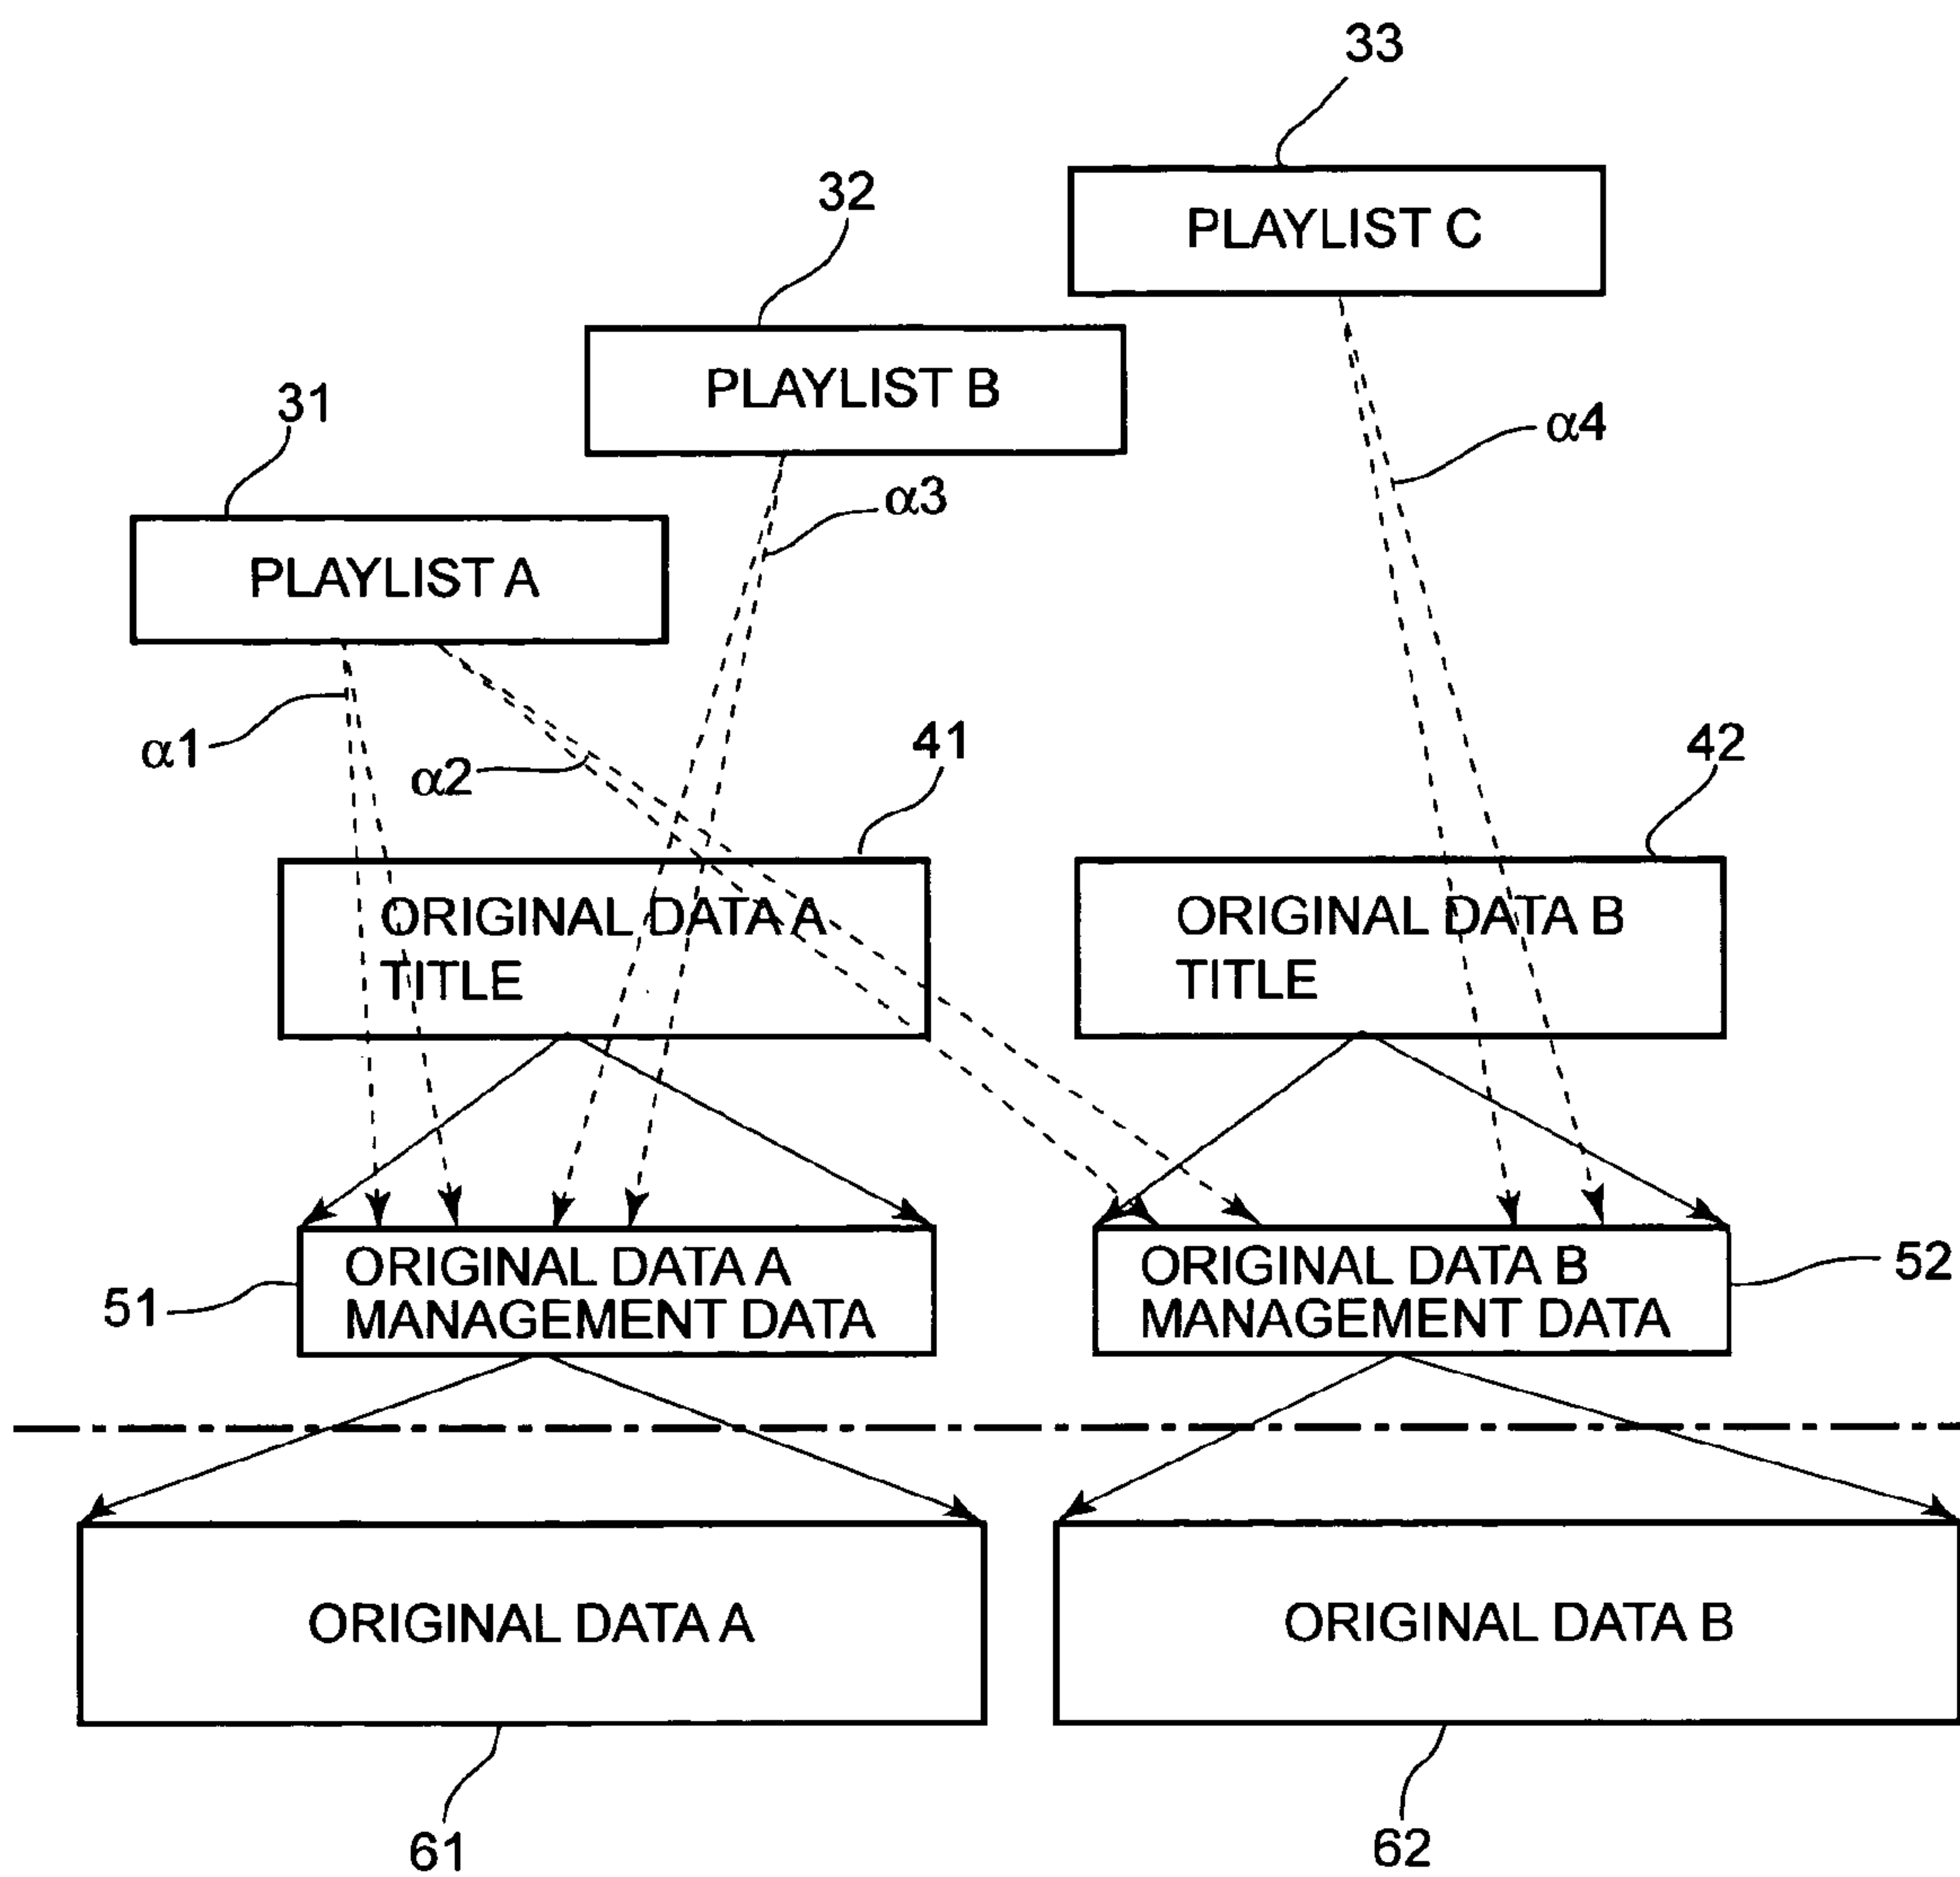 33
32
PLAYLIST C
31
PLAYLIST B
α4
α3
PLAYLIST A
α1
α2
41
42
ORIGINAL DATA A
TITLE
ORIGINAL DATA B
TITLE
51
ORIGINAL DATA A
MANAGEMENT DATA
ORIGINAL DATA B
MANAGEMENT DATA
52
ORIGINAL DATA A
ORIGINAL DATA B
61
62